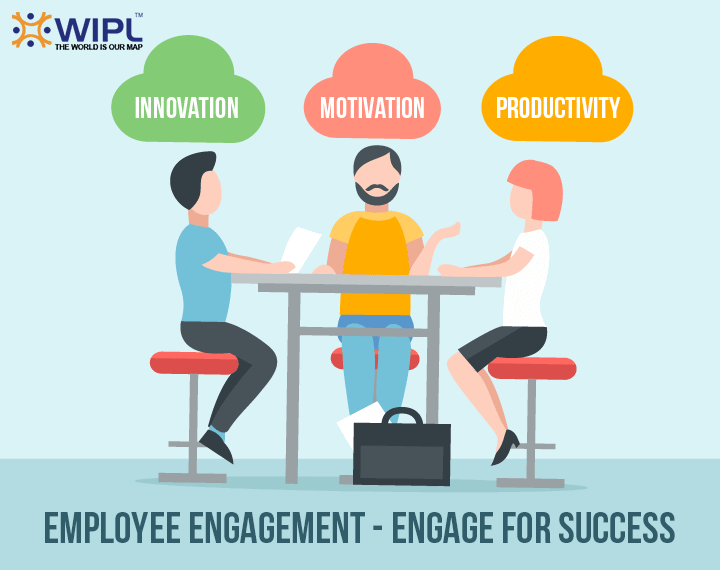 WIPL™
THE WORLD IS OUR MAP
INNOVATION
MOTIVATION
PRODUCTIVITY
EMPLOYEE ENGAGEMENT - ENGAGE FOR SUCCESS